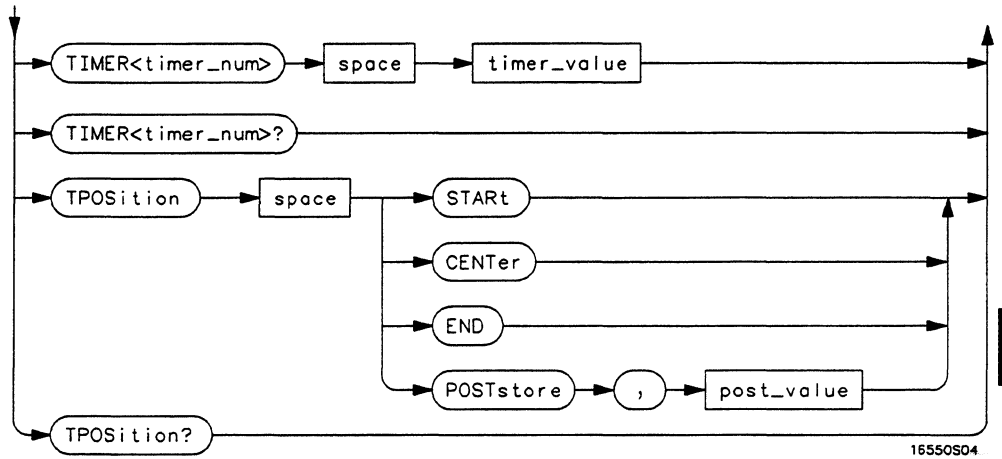 TIMER<timer_num> space timer_value
TIMER<timer_num>?
TPOSition space STARt
CENTer
END
POSTstore , post_value
TPOSition?
16550S04